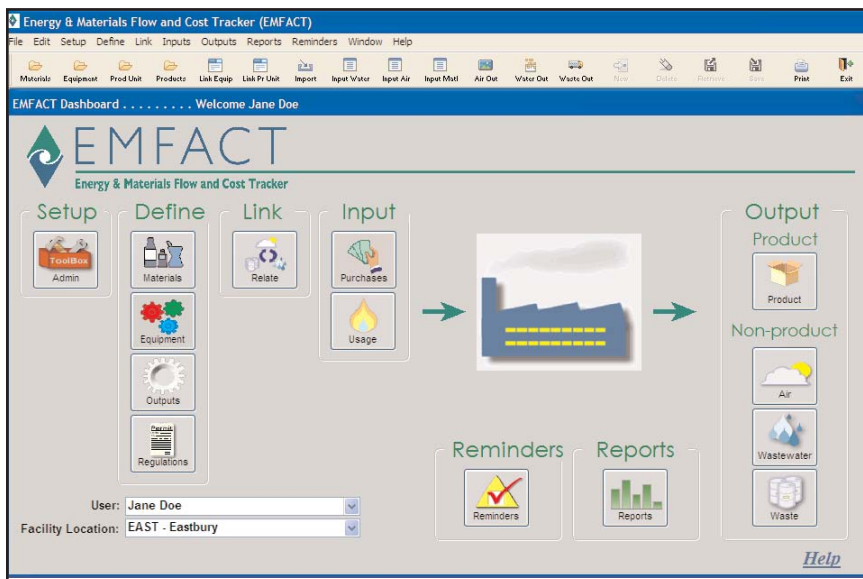 Energy & Materials Flow and Cost Tracker (EMFACT)
File Edit Setup Define Link Inputs Outputs Reports Reminders Window Help
Materials Equipment Prod Unit Products Link Equip Link Pr Unit Import Input Water Input Air Input Matl Air Out Water Out Waste Out New Delete Retrieve Save Print Exit
EMFACT Dashboard . . . . . . . . . Welcome Jane Doe
EMFACT
Energy & Materials Flow and Cost Tracker
Setup
ToolBox
Admin
Define
Materials
Equipment
Outputs
Permit
Regulations
Link
Relate
Input
Purchases
Usage
Output
Product
Product
Non-product
Air
Wastewater
Waste
Reminders
Reminders
Reports
Reports
User: Jane Doe
Facility Location: EAST - Eastbury
Help